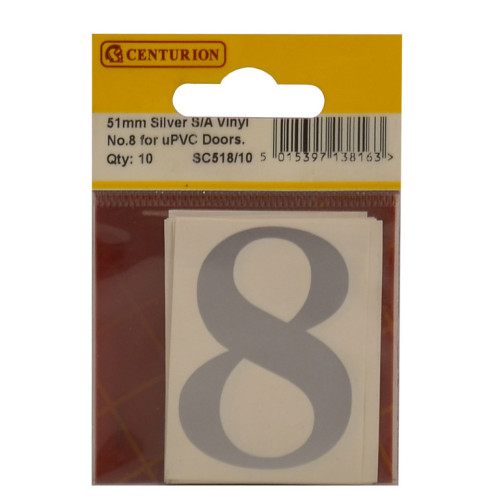 CENTURION
51mm Silver S/A Vinyl
No.8 for uPVC Doors.
Qty: 10 SC518/10
5 015397 138163 >
8